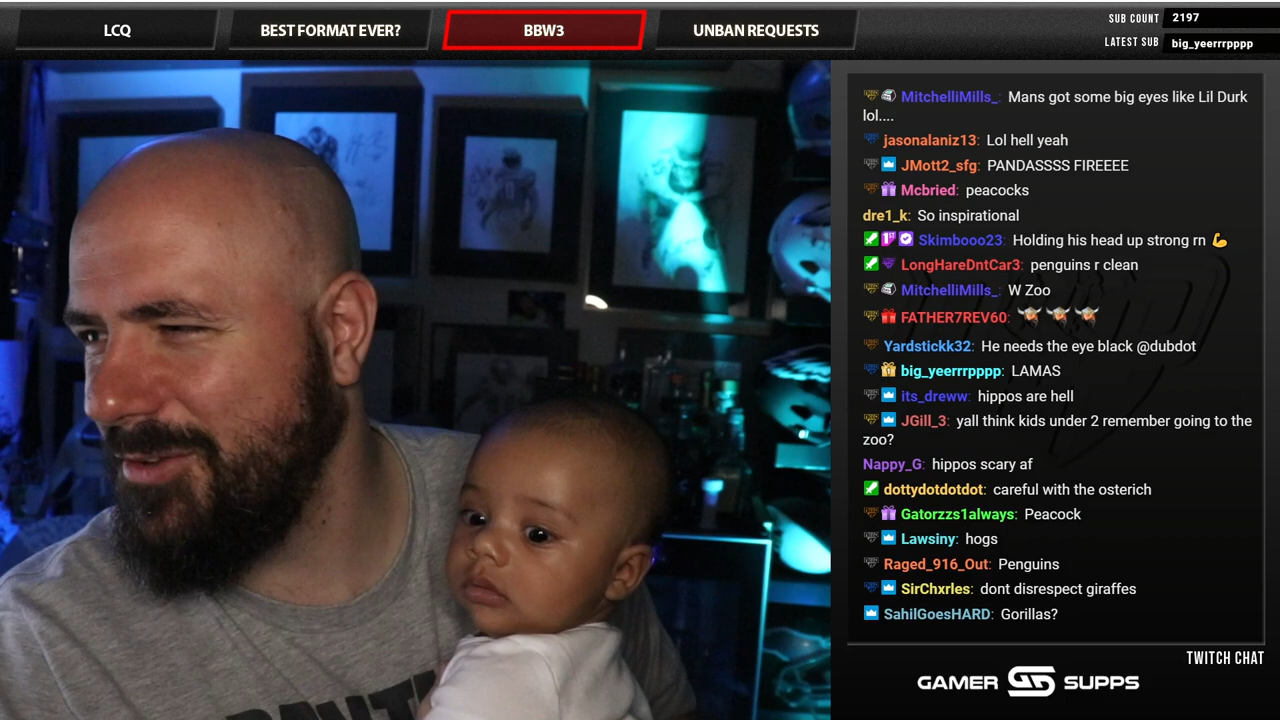 LCQ
BEST FORMAT EVER?
BBW3
UNBAN REQUESTS
SUB COUNT 2197
LATEST SUB big_yeerrrpppp
MitchelliMills_: Mans got some big eyes like Lil Durk
lol....
jasonalaniz13: Lol hell yeah
JMott2_sfg: PANDASSSS FIREEEE
Mcbried: peacocks
dre1_k: So inspirational
Skimbooo23: Holding his head up strong rn 💪
LongHareDntCar3: penguins r clean
MitchelliMills_: W Zoo
FATHER7REV60:
Yardstickk32: He needs the eye black @dubdot
big_yeerrrpppp: LAMAS
its_dreww: hippos are hell
JGill_3: yall think kids under 2 remember going to the
zoo?
Nappy_G: hippos scary af
dottydotdotdot: careful with the osterich
Gatorzzs1always: Peacock
Lawsiny: hogs
Raged_916_Out: Penguins
SirChxrles: dont disrespect giraffes
SahilGoesHARD: Gorillas?
TWITCH CHAT
GAMER SUPPS